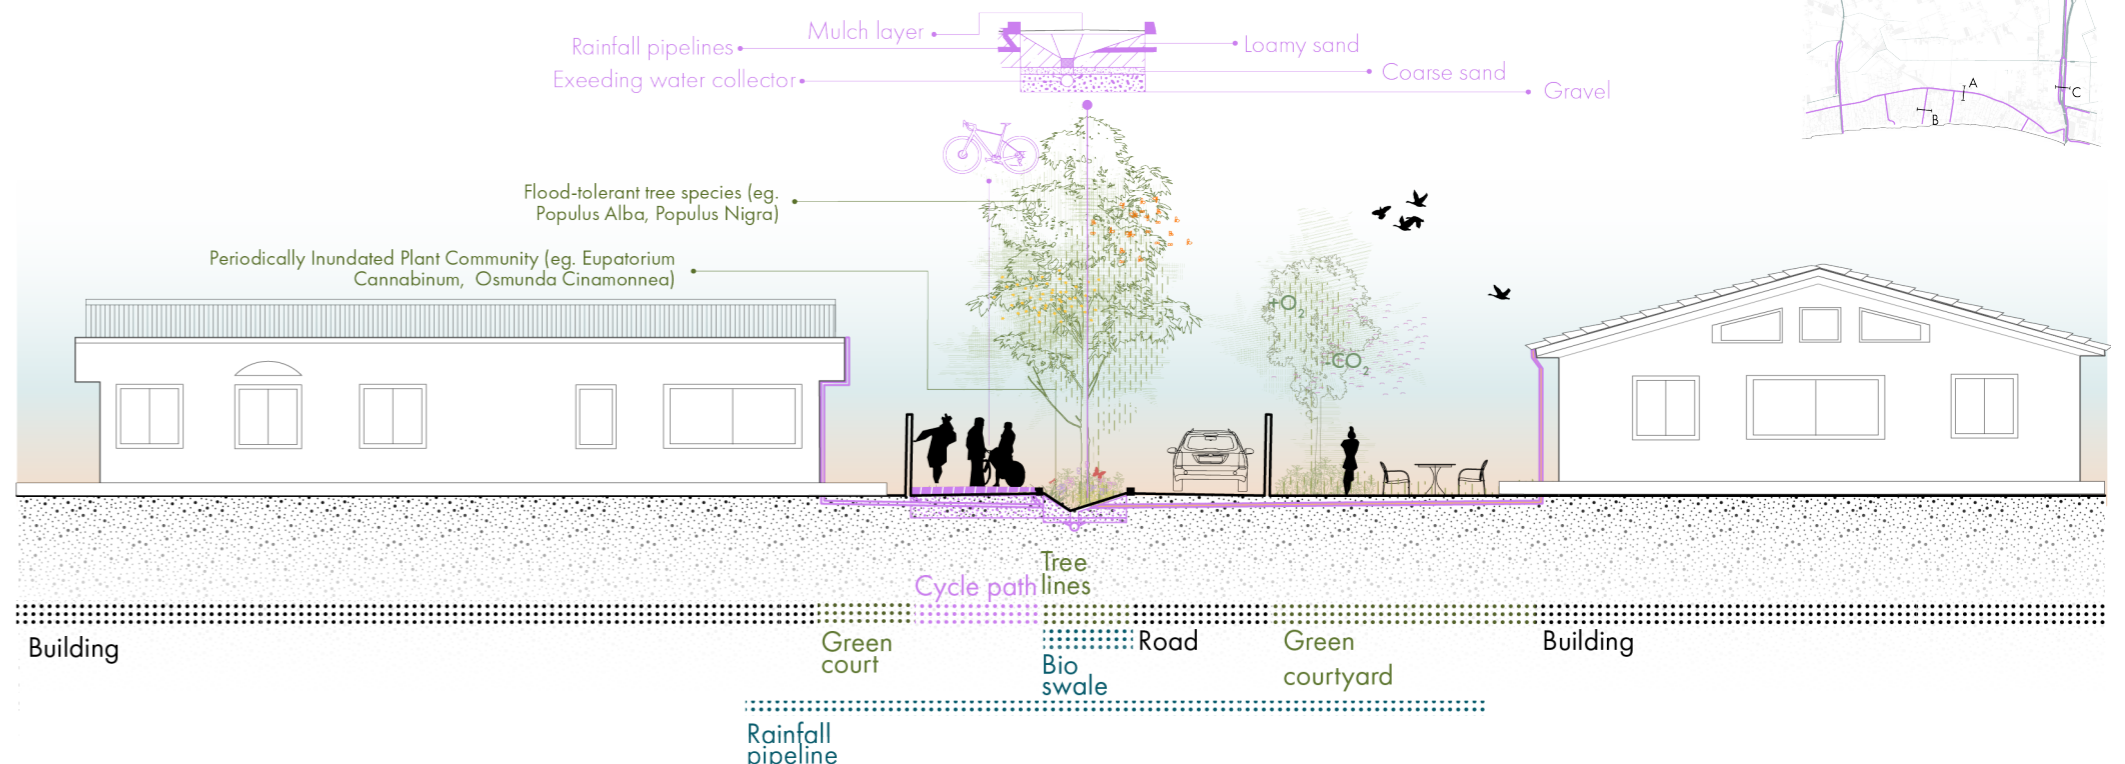 Mulch layer
Rainfall pipelines
Exeeding water collector
Loamy sand
Coarse sand
Gravel
A
B
C
Flood-tolerant tree species (eg.
Populus Alba, Populus Nigra)
Periodically Inundated Plant Community (eg. Eupatorium
Cannabinum, Osmunda Cinamonnea)
+O2
-CO2
Tree
lines
Cycle path
Building
Green
court
Bio
swale
Road
Green
courtyard
Building
Rainfall
pipeline